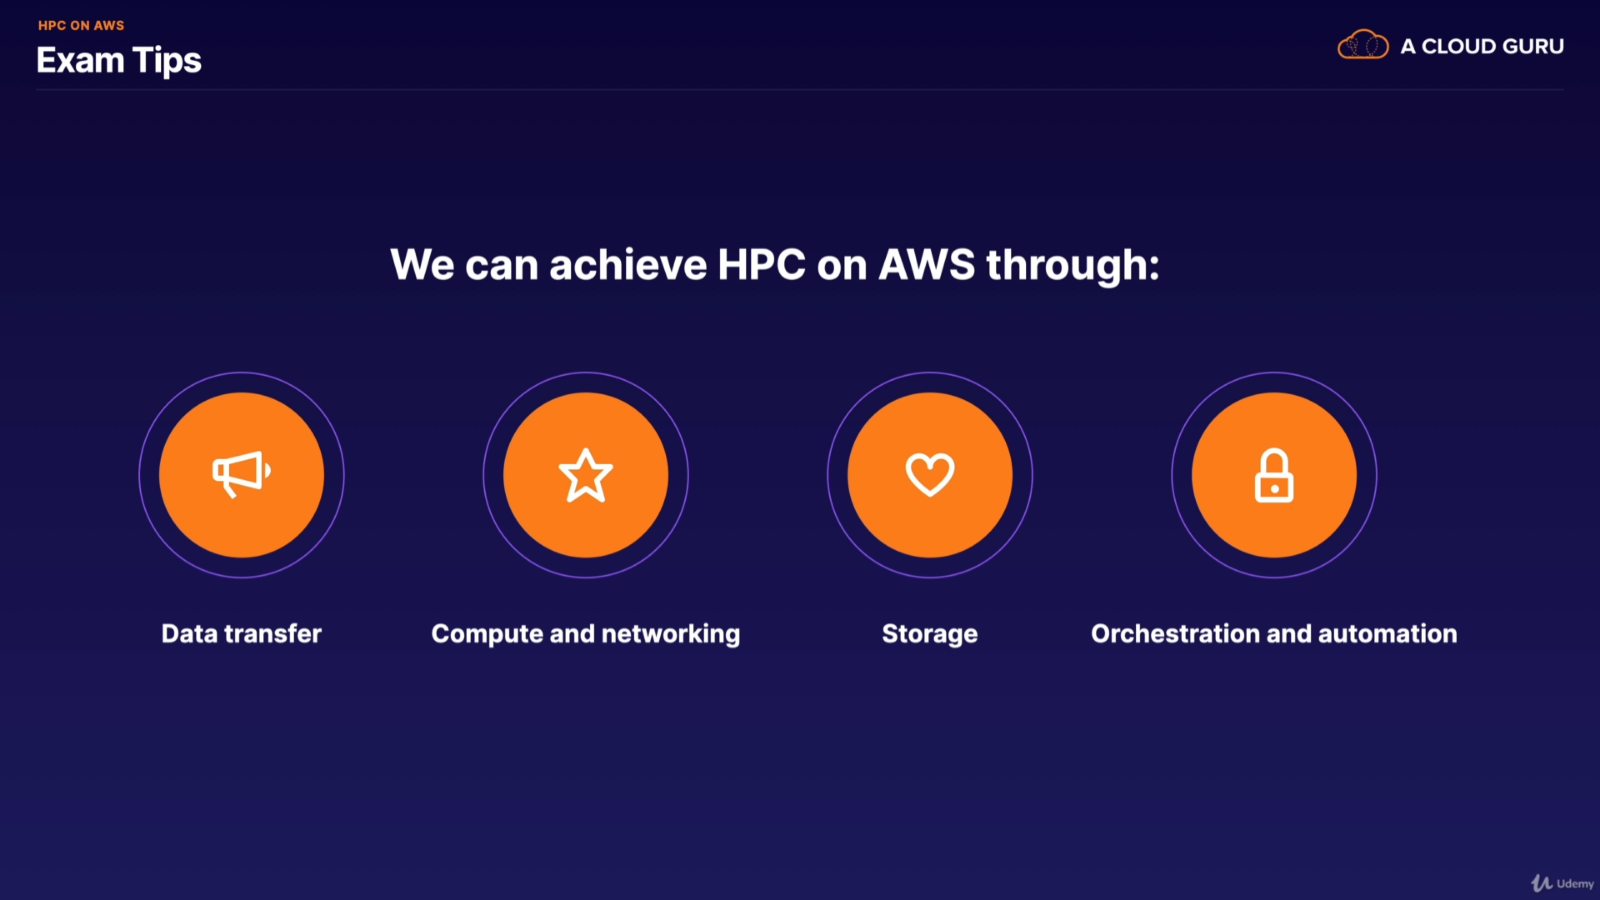 HPC ON AWS
Exam Tips
A CLOUD GURU
We can achieve HPC on AWS through:
Data transfer
Compute and networking
Storage
Orchestration and automation
Udemy